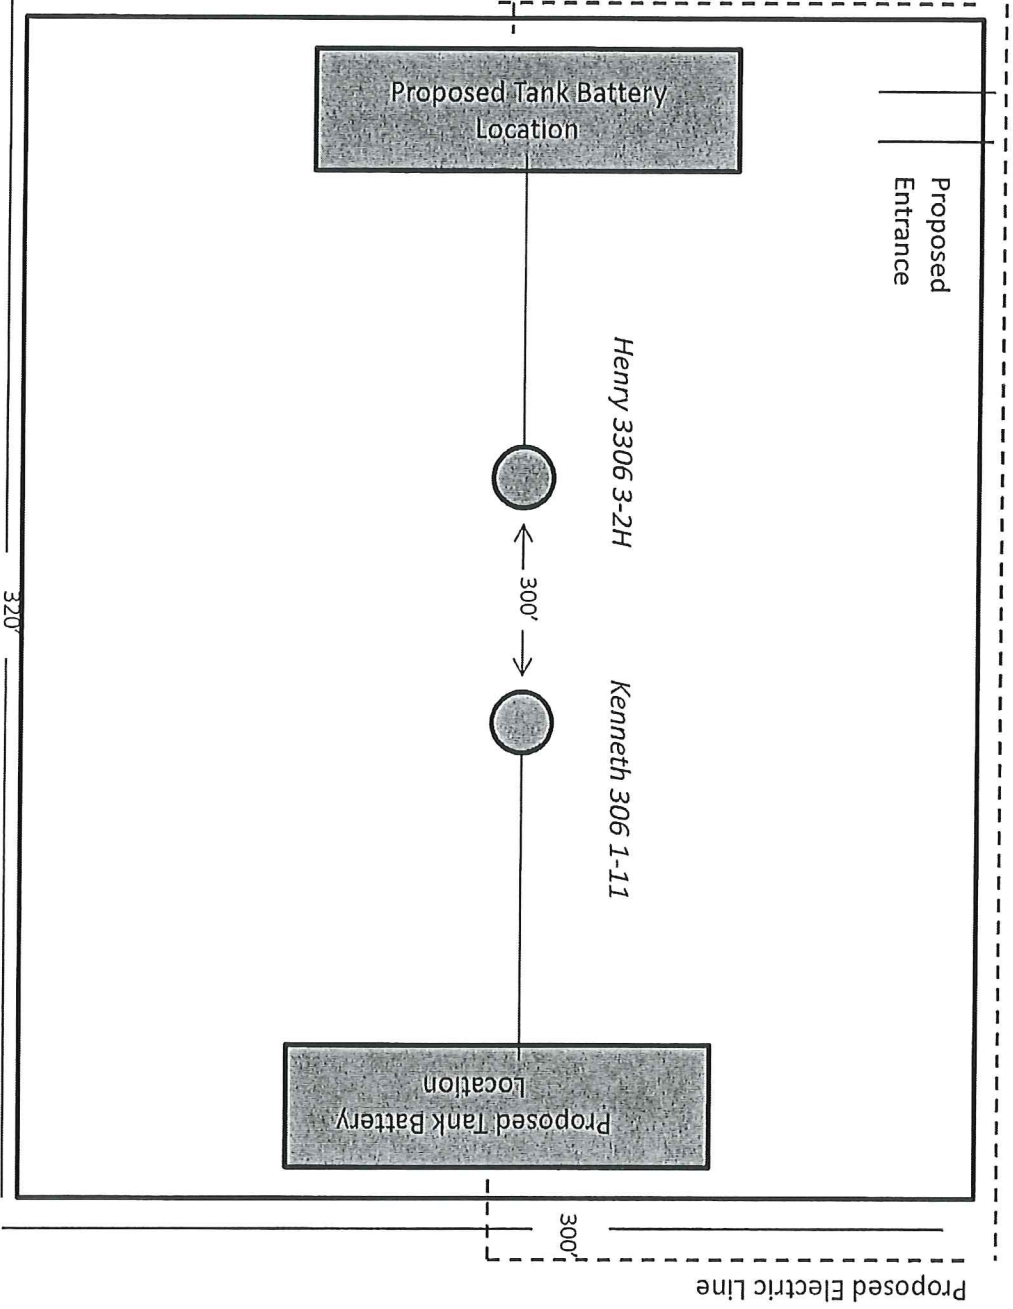 Proposed Tank Battery
Location
Proposed
Entrance
Henry 3306 3-2H
300'
Kenneth 306 1-11
320'
Proposed Tank Battery
Location
300'
Proposed Electric Line